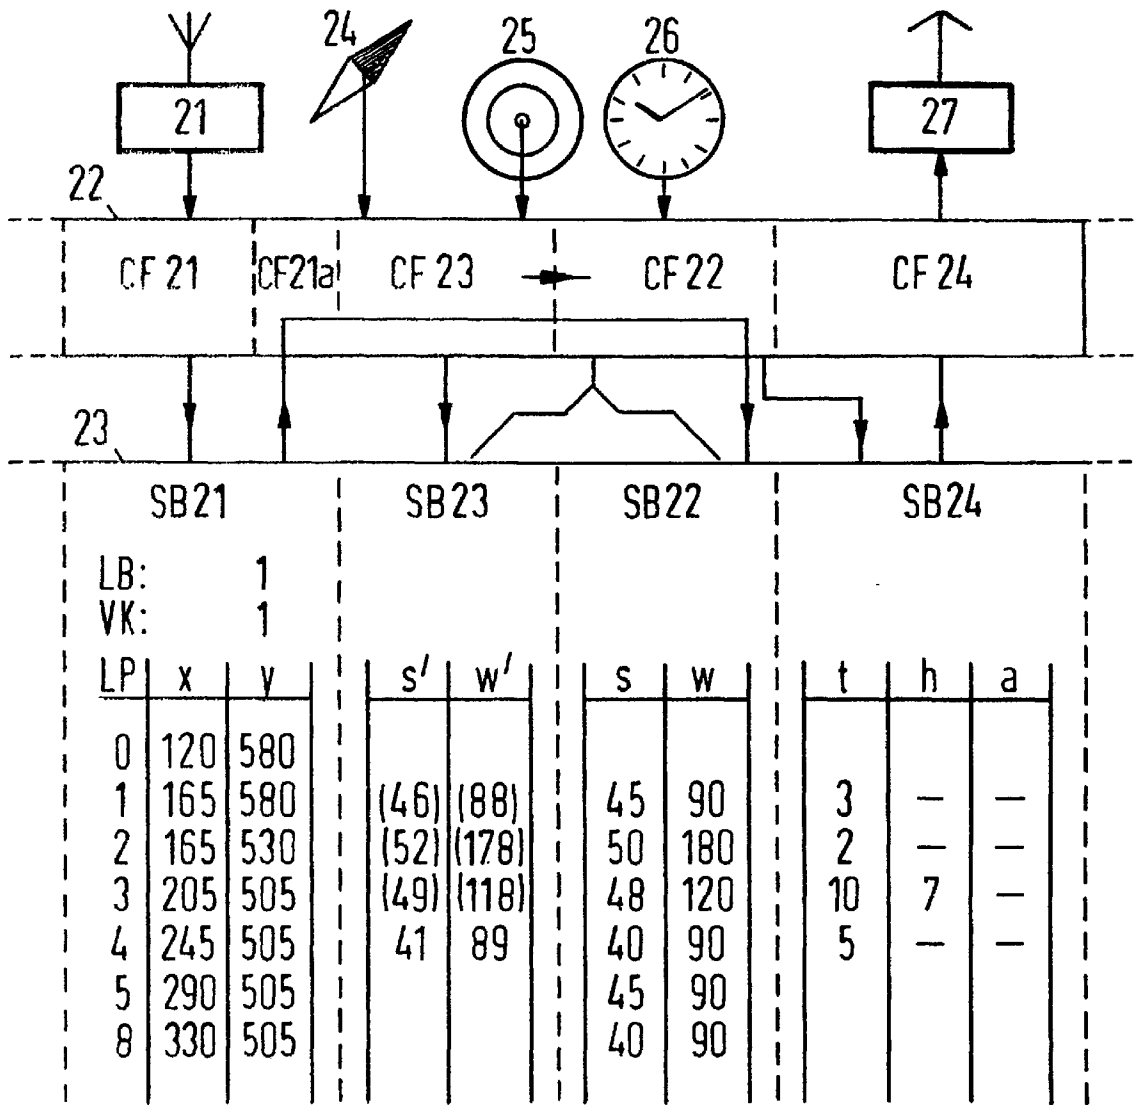 24 25 26
21 27
22
CF 21 CF21a CF 23 CF 22 CF 24
23
SB21 SB23 SB22 SB24
LB: 1
VK: 1
LP x y s' w' s w t h a
0 120 580
1 165 580 (46) (88) 45 90 3 — —
2 165 530 (52) (178) 50 180 2 — —
3 205 505 (49) (118) 48 120 10 7 —
4 245 505 41 89 40 90 5 — —
5 290 505 45 90
8 330 505 40 90